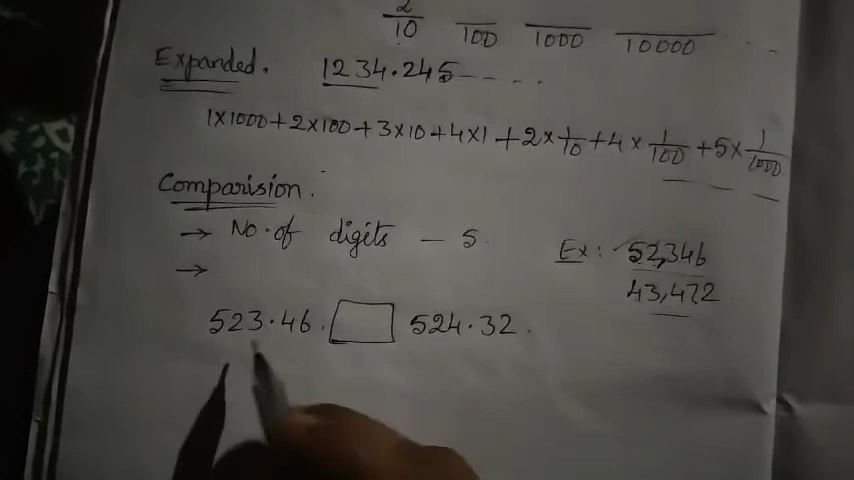 2/10 /100 /1000 /10000 ...
Expanded. 1234.245-----
1x1000+2x100+3x10+4x1+2x1/10+4x1/100+5x1/1000
Comparision.
→ No. of digits – 5.
Ex: 52,346
→
43,472
523.46. 524.32.